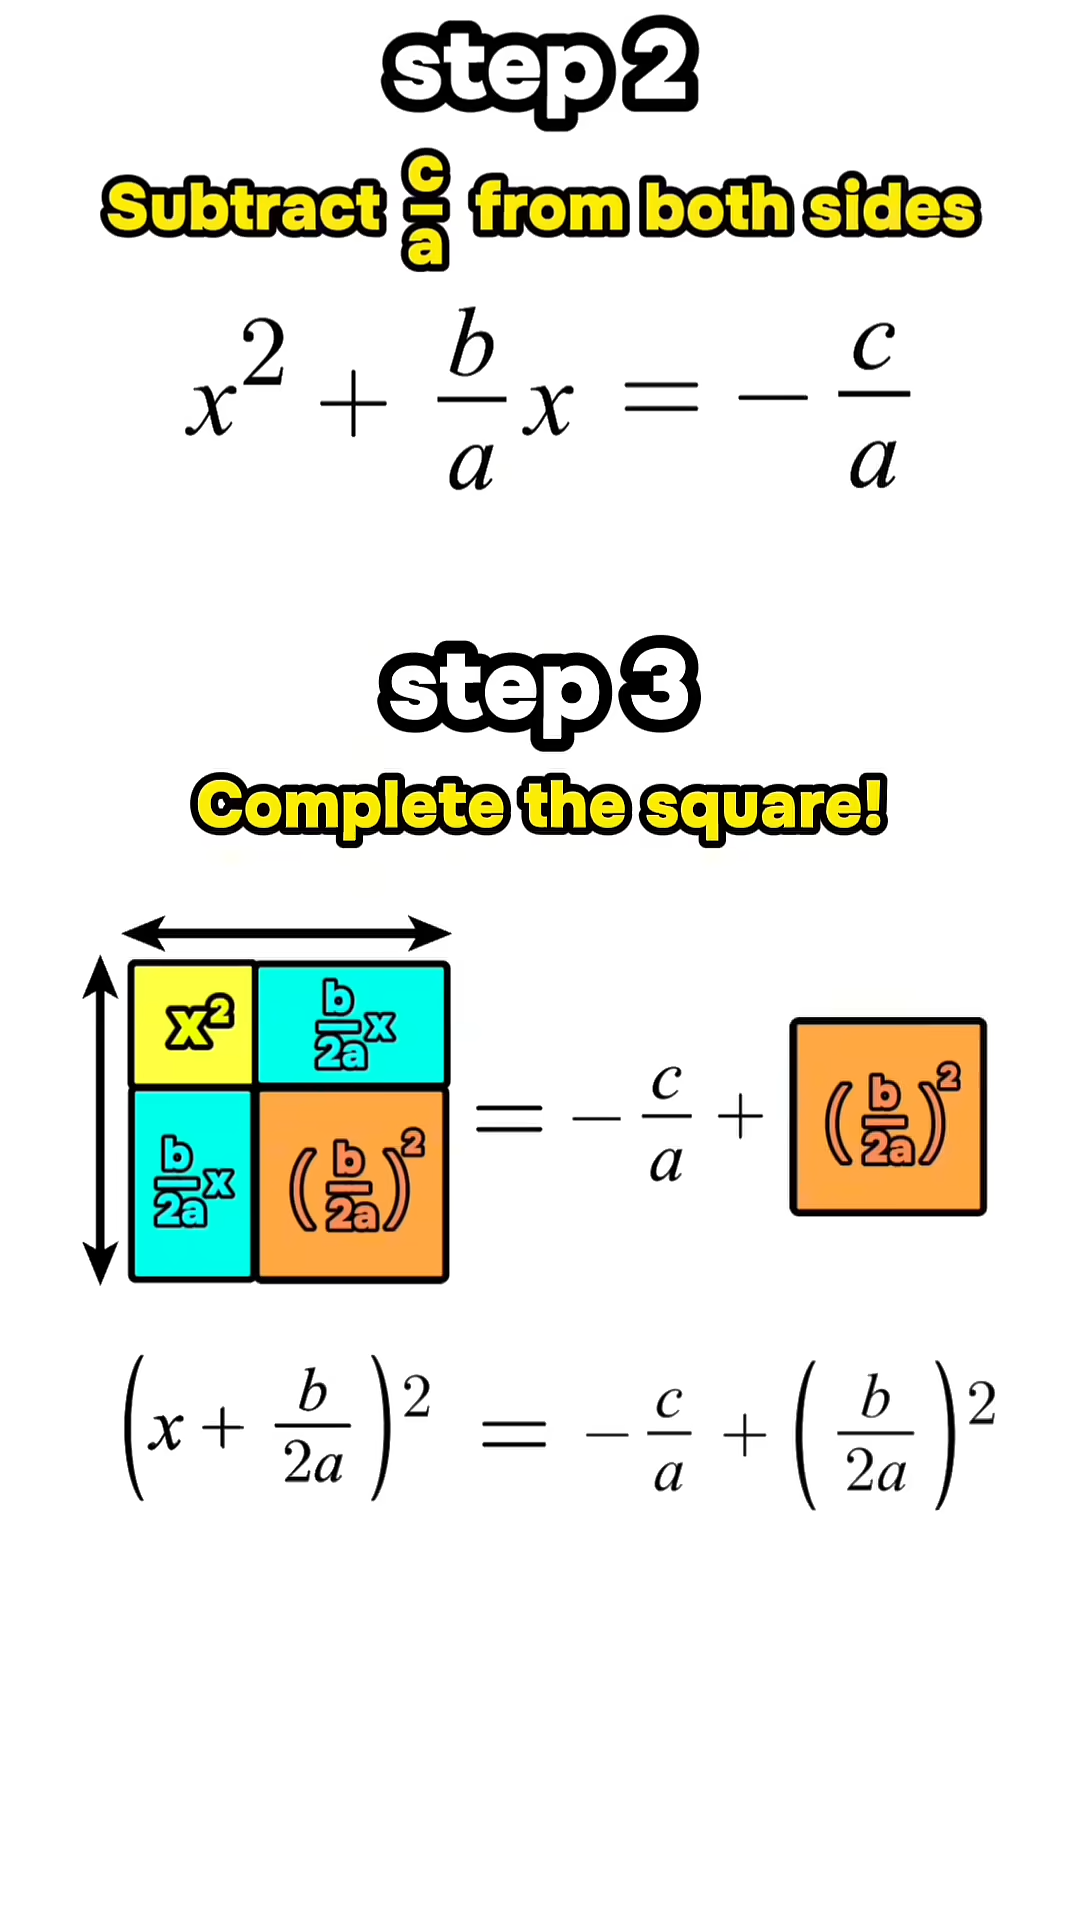 step 2
Subtract c/a from both sides
x² + b/a x = − c/a
step 3
Complete the square!
x² b/2a x
b/2a x (b/2a)² = − c/a + (b/2a)²
(x + b/2a)² = − c/a + (b/2a)²